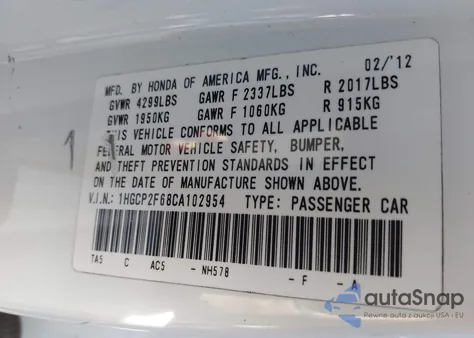 MFD. BY HONDA OF AMERICA MFG., INC. 02/'12
GVWR 4299LBS GAWR F 2337LBS R 2017LBS
GVWR 1950KG GAWR F 1060KG R 915KG
THIS VEHICLE CONFORMS TO ALL APPLICABLE
FEDERAL MOTOR VEHICLE SAFETY, BUMPER,
AND THEFT PREVENTION STANDARDS IN EFFECT
ON THE DATE OF MANUFACTURE SHOWN ABOVE.
V.I.N.: 1HGCP2F68CA102954 TYPE: PASSENGER CAR
TA5 C AC5 - NH578 - F - A
autoSnap
Pewne auto z USA i EU